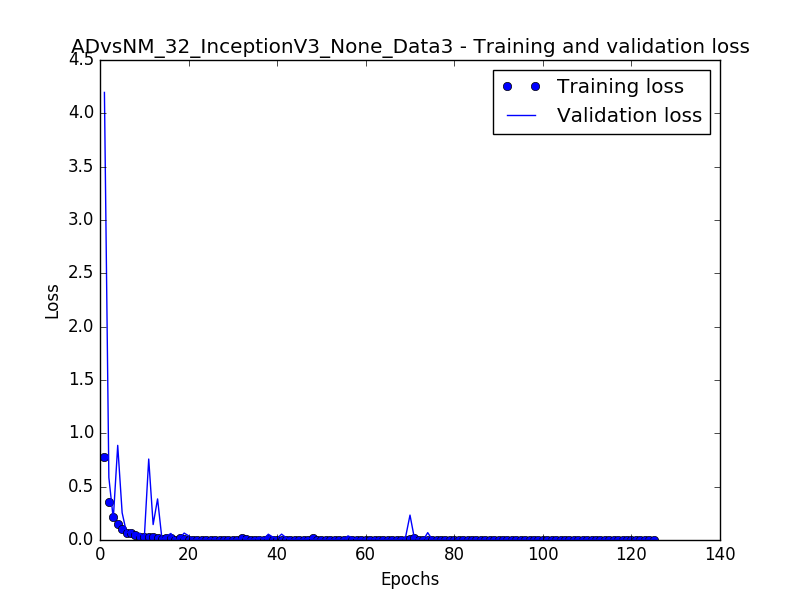 ADvsNM_32_InceptionV3_None_Data3 - Training and validation loss
Training loss
Validation loss
4.5
4.0
3.5
3.0
2.5
2.0
1.5
1.0
0.5
0.0
Loss
0 20 40 60 80 100 120 140
Epochs